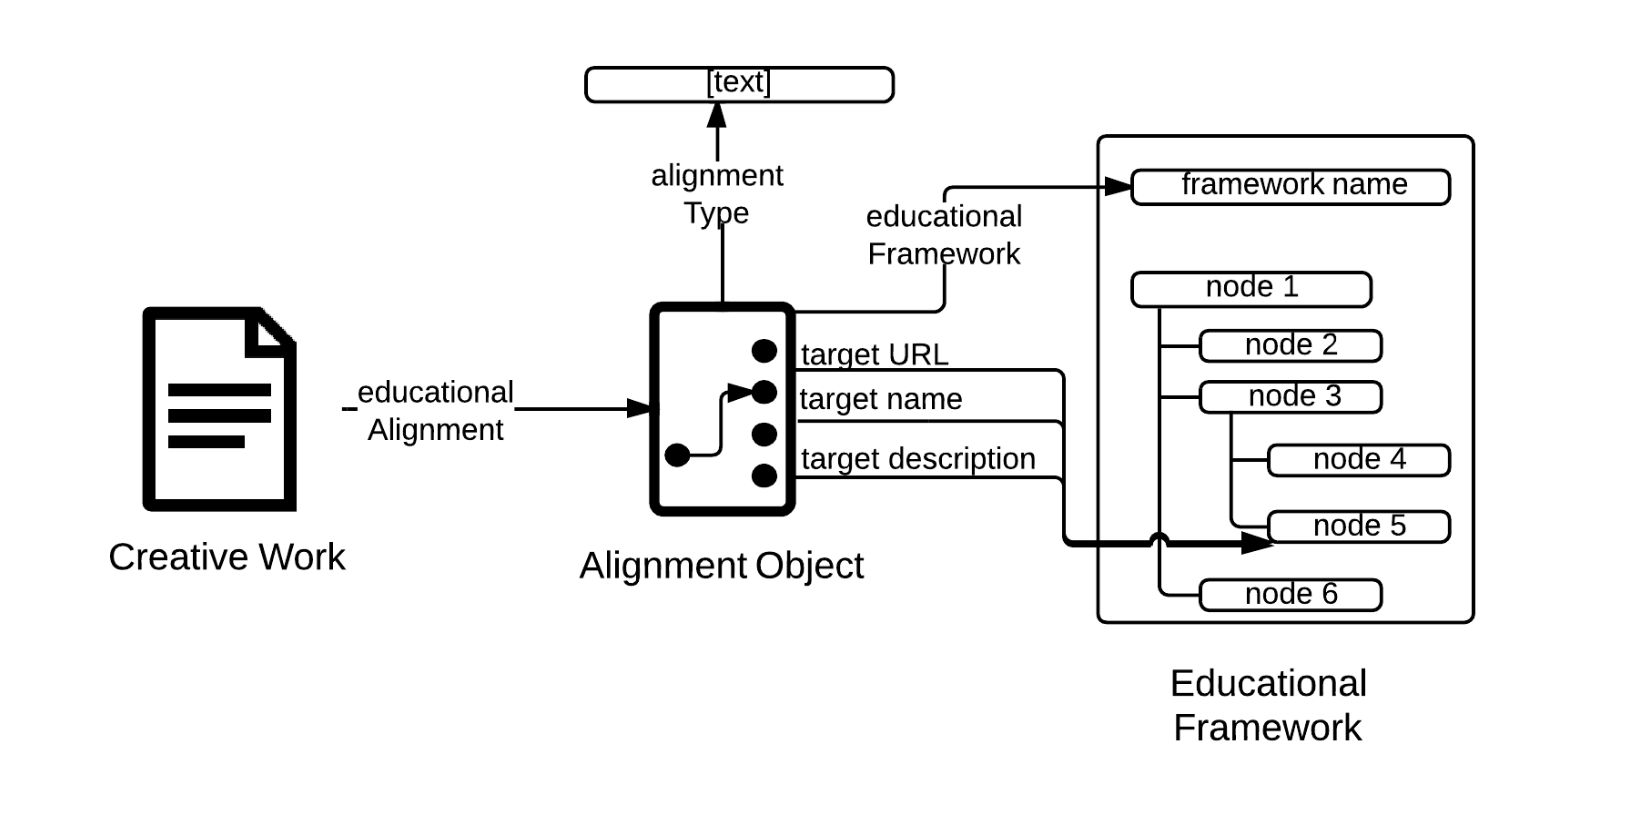 [text]
alignment
Type
educational
Framework
framework name
node 1
target URL
node 2
target name
node 3
educational
Alignment
target description
node 4
node 5
node 6
Creative Work
Alignment Object
Educational
Framework